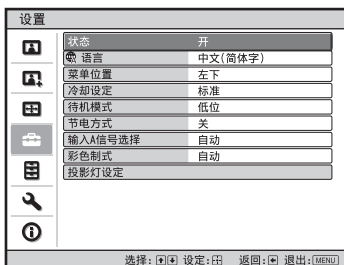 设置
状态 开
语言 中文(简体字)
菜单位置 左下
冷却设定 标准
待机模式 低位
节电方式 关
输入A信号选择 自动
彩色制式 自动
投影灯设定
选择: 设定: 返回: 退出: MENU